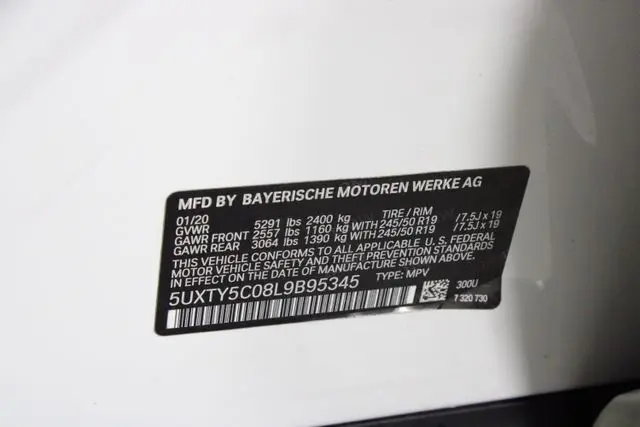 MFD BY BAYERISCHE MOTOREN WERKE AG
01/20
GVWR 5291 lbs 2400 kg TIRE / RIM
GAWR FRONT 2557 lbs 1160 kg WITH 245/50 R19 /7.5J x 19
GAWR REAR 3064 lbs 1390 kg WITH 245/50 R19 /7.5J x 19
THIS VEHICLE CONFORMS TO ALL APPLICABLE U. S. FEDERAL
MOTOR VEHICLE SAFETY AND THEFT PREVENTION STANDARDS
IN EFFECT ON THE DATE OF MANUFACTURE SHOWN ABOVE.
5UXTY5C08L9B95345 TYPE: MPV
300U
7 320 730